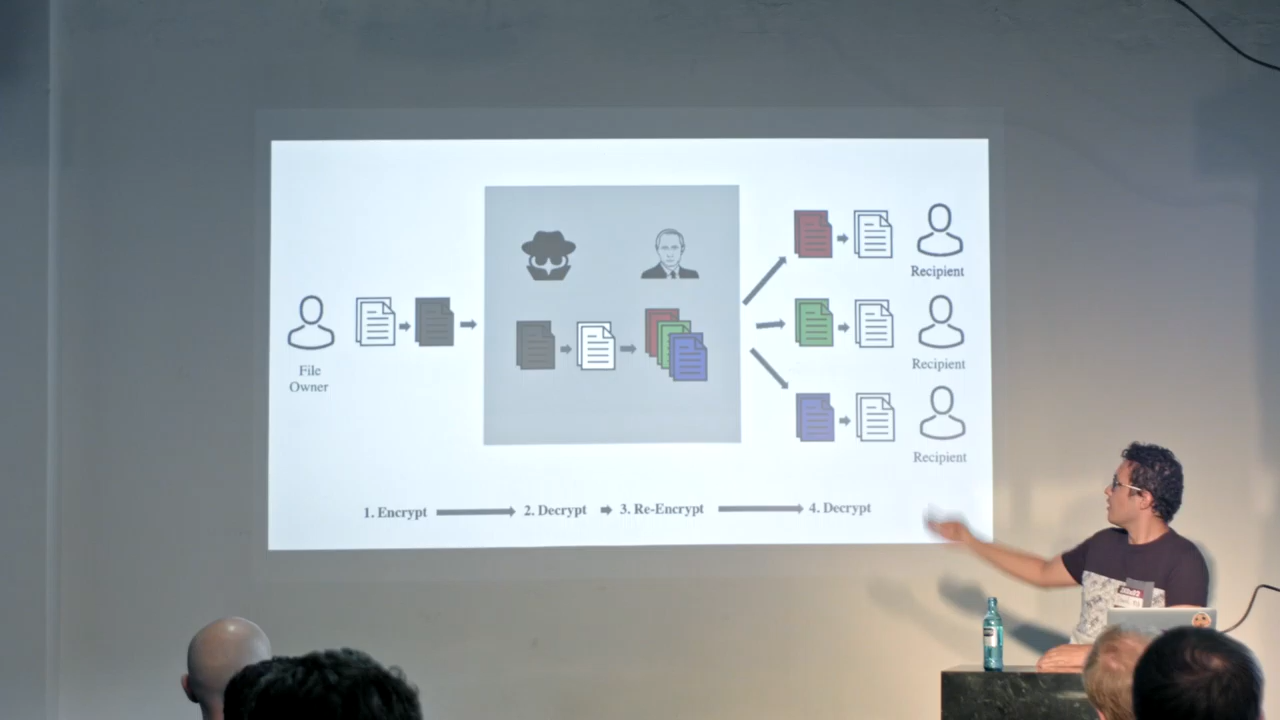 File
Owner
Recipient
Recipient
Recipient
1. Encrypt
2. Decrypt
3. Re-Encrypt
4. Decrypt